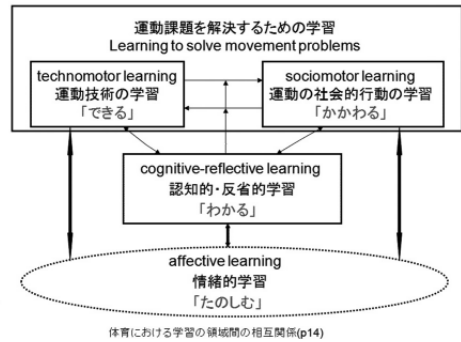 運動課題を解決するための学習
Learning to solve movement problems
technomotor learning
運動技術の学習
「できる」
sociomotor learning
運動の社会的行動の学習
「かかわる」
cognitive-reflective learning
認知的・反省的学習
「わかる」
affective learning
情緒的学習
「たのしむ」
体育における学習の領域間の相互関係(p14)